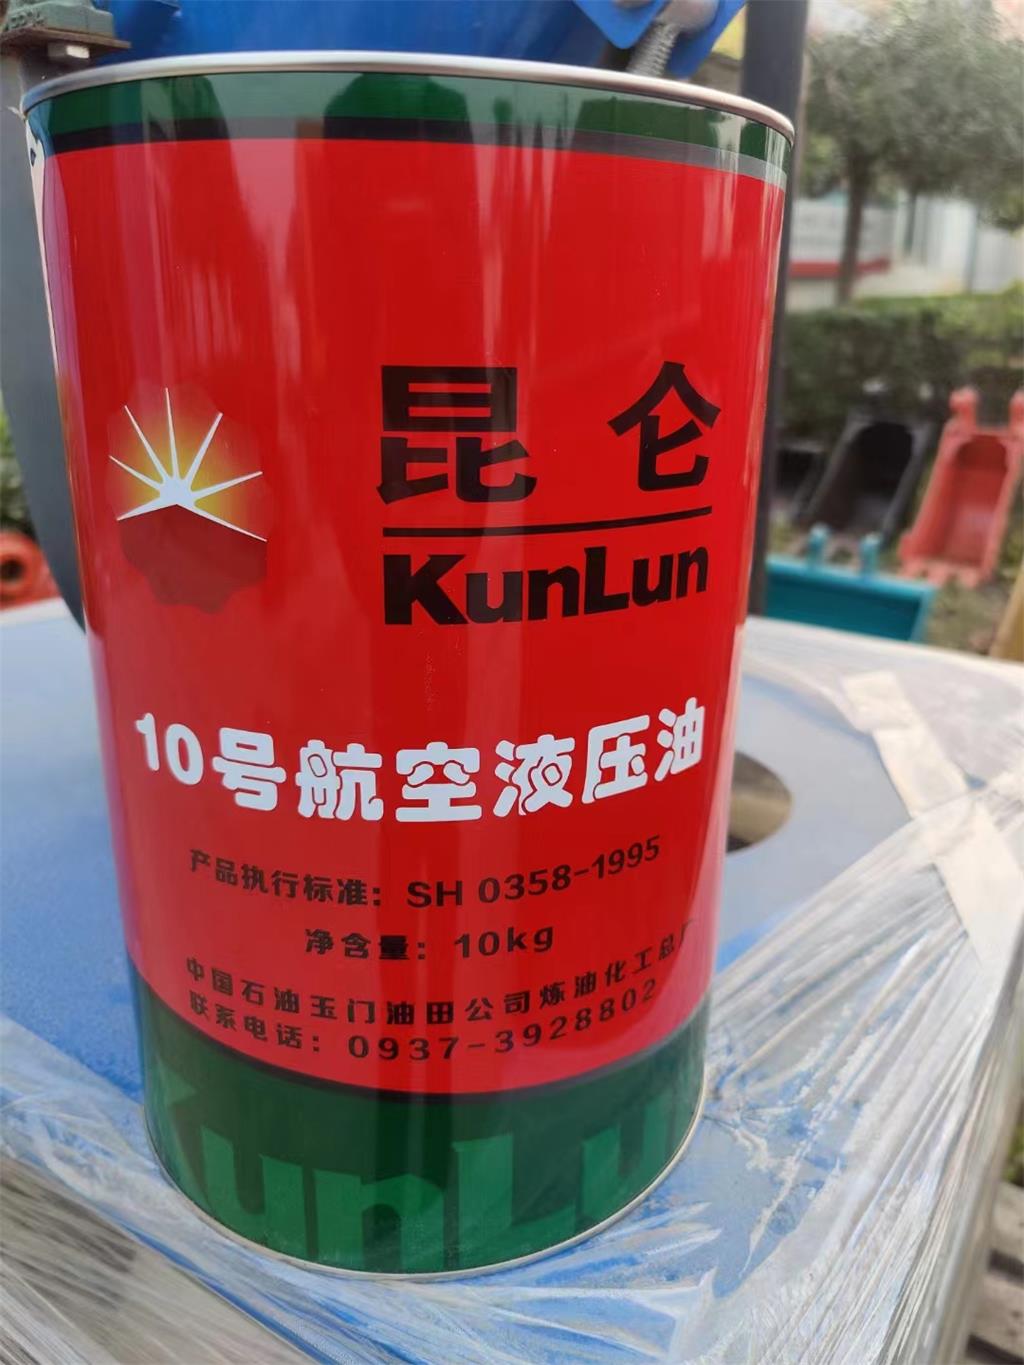 昆仑
KunLun
10号航空液压油
产品执行标准：SH 0358-1995
净含量：10kg
中国石油玉门油田公司炼油化工总厂
联系电话：0937-3928802
KunLun